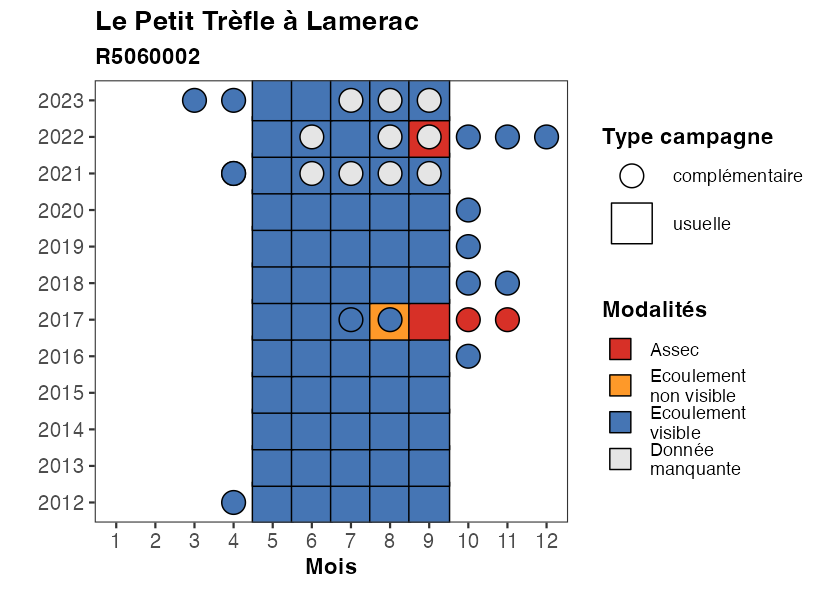 Le Petit Trèfle à Lamerac
R5060002
2023
2022
2021
2020
2019
2018
2017
2016
2015
2014
2013
2012
1 2 3 4 5 6 7 8 9 10 11 12
Mois
Type campagne
complémentaire
usuelle
Modalités
Assec
Ecoulement
non visible
Ecoulement
visible
Donnée
manquante